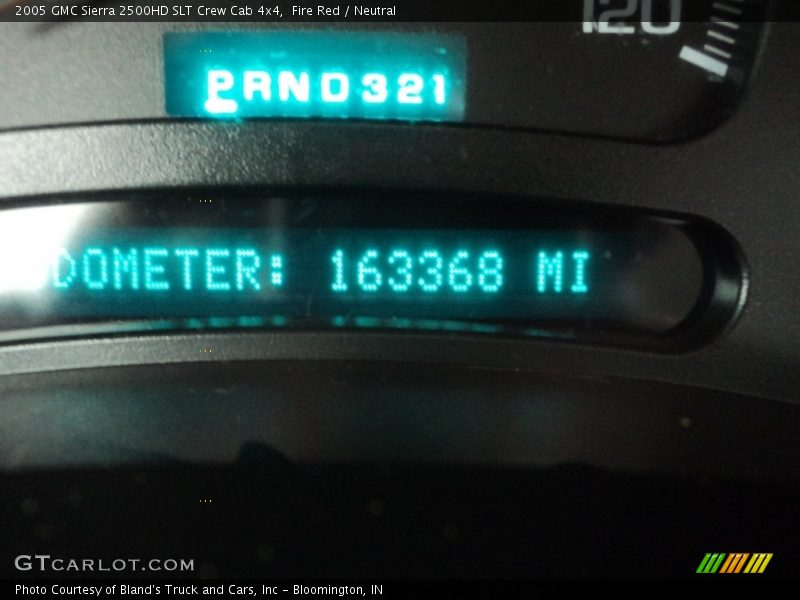 2005 GMC Sierra 2500HD SLT Crew Cab 4x4, Fire Red / Neutral
120
PRND321
DOMETER: 163368 MI
GTCARLOT.COM
Photo Courtesy of Bland's Truck and Cars, Inc - Bloomington, IN